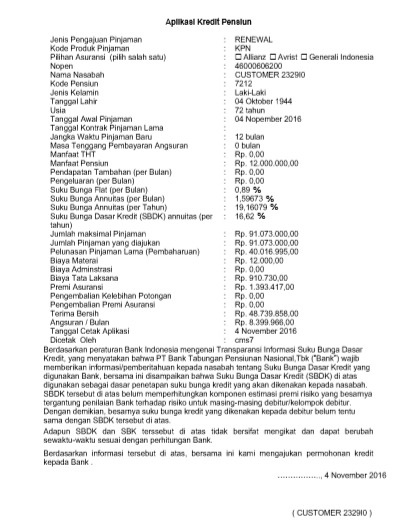 Aplikasi Kredit Pensiun
Jenis Pengajuan Pinjaman : RENEWAL
Kode Produk Pinjaman : KPN
Pilihan Asuransi (pilih salah satu) : ☐ Allianz ☐ Avrist ☐ Generali Indonesia
Nopen : 46000606200
Nama Nasabah : CUSTOMER 2329I0
Kode Pensiun : 7212
Jenis Kelamin : Laki-Laki
Tanggal Lahir : 04 Oktober 1944
Usia : 72 tahun
Tanggal Awal Pinjaman : 04 Nopember 2016
Tanggal Kontrak Pinjaman Lama :
Jangka Waktu Pinjaman Baru : 12 bulan
Masa Tenggang Pembayaran Angsuran : 0 bulan
Manfaat THT : Rp. 0,00
Manfaat Pensiun : Rp. 12.000.000,00
Pendapatan Tambahan (per Bulan) : Rp. 0,00
Pengeluaran (per Bulan) : Rp. 0,00
Suku Bunga Flat (per Bulan) : 0,89 %
Suku Bunga Annuitas (per Bulan) : 1,59673 %
Suku Bunga Annuitas (per Tahun) : 19,16079 %
Suku Bunga Dasar Kredit (SBDK) annuitas (per : 16,62 %
tahun)
Jumlah maksimal Pinjaman : Rp. 91.073.000,00
Jumlah Pinjaman yang diajukan : Rp. 91.073.000,00
Pelunasan Pinjaman Lama (Pembaharuan) : Rp. 40.016.995,00
Biaya Materai : Rp. 12.000,00
Biaya Adminstrasi : Rp. 0,00
Biaya Tata Laksana : Rp. 910.730,00
Premi Asuransi : Rp. 1.393.417,00
Pengembalian Kelebihan Potongan : Rp. 0,00
Pengembalian Premi Asuransi : Rp. 0,00
Terima Bersih : Rp. 48.739.858,00
Angsuran / Bulan : Rp. 8.399.966,00
Tanggal Cetak Aplikasi : 4 November 2016
Dicetak Oleh : cms7
Berdasarkan peraturan Bank Indonesia mengenai Transparansi Informasi Suku Bunga Dasar
Kredit, yang menyatakan bahwa PT Bank Tabungan Pensiunan Nasional,Tbk ("Bank") wajib
memberikan informasi/pemberitahuan kepada nasabah tentang Suku Bunga Dasar Kredit yang
digunakan Bank, bersama ini disampaikan bahwa Suku Bunga Dasar Kredit (SBDK) di atas
digunakan sebagai dasar penetapan suku bunga kredit yang akan dikenakan kepada nasabah.
SBDK tersebut di atas belum memperhitungkan komponen estimasi premi risiko yang besarnya
tergantung penilaian Bank terhadap risiko untuk masing-masing debitur/kelompok debitur.
Dengan demikian, besarnya suku bunga kredit yang dikenakan kepada debitur belum tentu
sama dengan SBDK tersebut di atas.
Adapun SBDK dan SBK terssebut di atas tidak bersifat mengikat dan dapat berubah
sewaktu-waktu sesuai dengan perhitungan Bank.
Berdasarkan informasi tersebut di atas, bersama ini kami mengajukan permohonan kredit
kepada Bank .
.................., 4 November 2016
( CUSTOMER 2329I0 )